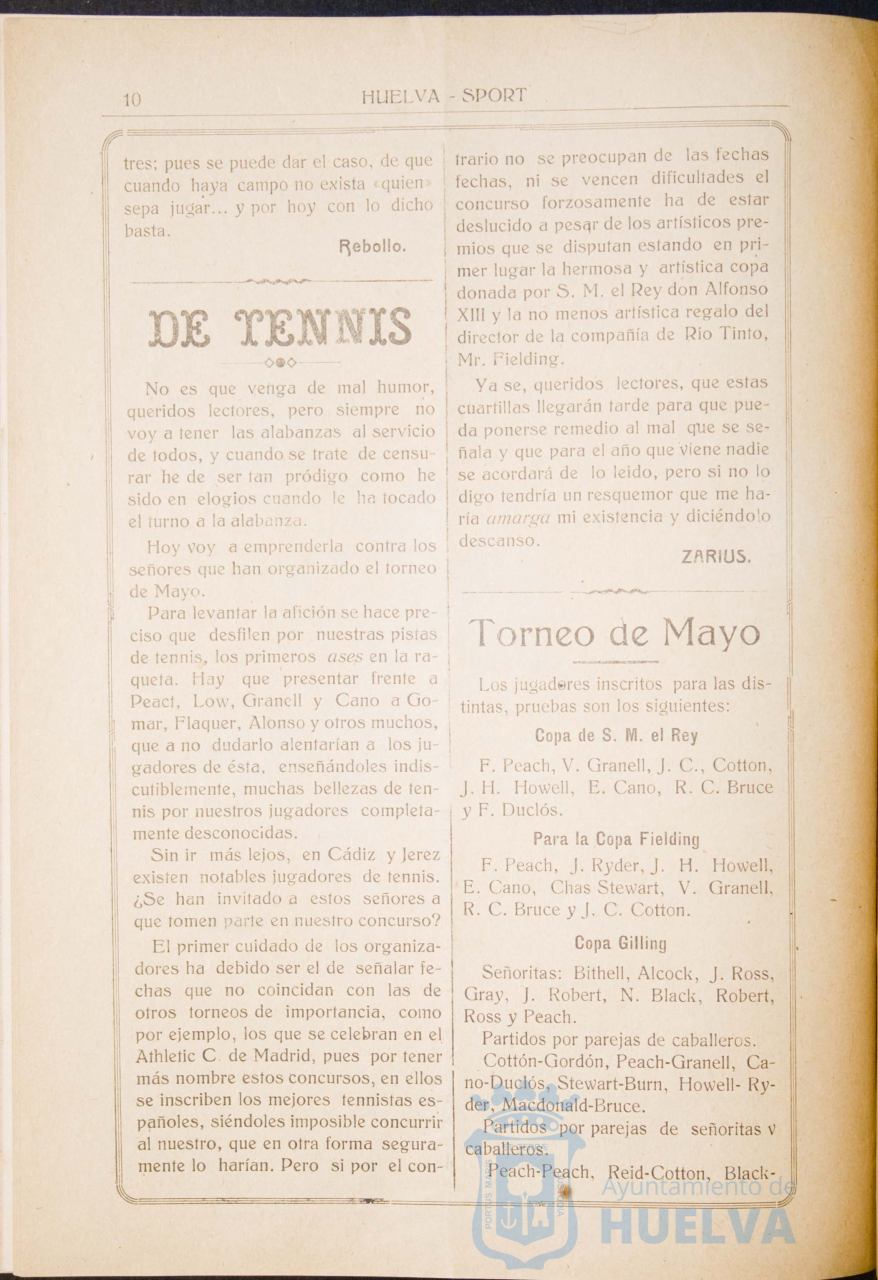 10
HUELVA - SPORT
tres; pues se puede dar el caso, de que
cuando haya campo no exista «quien»
sepa jugar... y por hoy con lo dicho
basta.
Rebollo.
DE TENNIS
No es que venga de mal humor,
queridos lectores, pero siempre no
voy a tener las alabanzas al servicio
de todos, y cuando se trate de censu-
rar he de ser tan pródigo como he
sido en elogios cuando le ha tocado
el turno a la alabanza.
Hoy voy a emprenderla contra los
señores que han organizado el torneo
de Mayo.
Para levantar la afición se hace pre-
ciso que desfilen por nuestras pistas
de tennis, los primeros ases en la ra-
queta. Hay que presentar frente a
Peact, Low, Granell y Cano a Go-
mar, Flaquer, Alonso y otros muchos,
que a no dudarlo alentarían a los ju-
gadores de ésta, enseñándoles indis-
cutiblemente, muchas bellezas de ten-
nis por nuestros jugadores completa-
mente desconocidas.
Sin ir más lejos, en Cádiz y Jerez
existen notables jugadores de tennis.
¿Se han invitado a estos señores a
que tomen parte en nuestro concurso?
El primer cuidado de los organiza-
dores ha debido ser el de señalar fe-
chas que no coincidan con las de
otros torneos de importancia, como
por ejemplo, los que se celebran en el
Athletic C. de Madrid, pues por tener
más nombre estos concursos, en ellos
se inscriben los mejores tennistas es-
pañoles, siéndoles imposible concurrir
al nuestro, que en otra forma segura-
mente lo harían. Pero si por el con-
trario no se preocupan de las fechas
fechas, ni se vencen dificultades el
concurso forzosamente ha de estar
deslucido a pesar de los artísticos pre-
mios que se disputan estando en pri-
mer lugar la hermosa y artística copa
donada por S. M. el Rey don Alfonso
XIII y la no menos artística regalo del
director de la compañía de Rio Tinto,
Mr. Fielding.
Ya se, queridos lectores, que estas
cuartillas llegarán tarde para que pue-
da ponerse remedio al mal que se se-
ñala y que para el año que viene nadie
se acordará de lo leido, pero si no lo
digo tendría un resquemor que me ha-
ría amarga mi existencia y diciéndolo
descanso.
ZARIUS.
Torneo de Mayo
Los jugadores inscritos para las dis-
tintas, pruebas son los siguientes:
Copa de S. M. el Rey
F. Peach, V. Granell, J. C., Cotton,
J. H. Howell, E. Cano, R. C. Bruce
y F. Duclós.
Para la Copa Fielding
F. Peach, J. Ryder, J. H. Howell,
E. Cano, Chas Stewart, V. Granell,
R. C. Bruce y J. C. Cotton.
Copa Gilling
Señoritas: Bithell, Alcock, J. Ross,
Gray, J. Robert, N. Black, Robert,
Ross y Peach.
Partidos por parejas de caballeros.
Cottón-Gordón, Peach-Granell, Ca-
no-Duclós, Stewart-Burn, Howell- Ry-
der, Macdonald-Bruce.
Partidos por parejas de señoritas y
caballeros.
Peach-Peach, Reid-Cotton, Black-
Ayuntamiento de
HUELVA